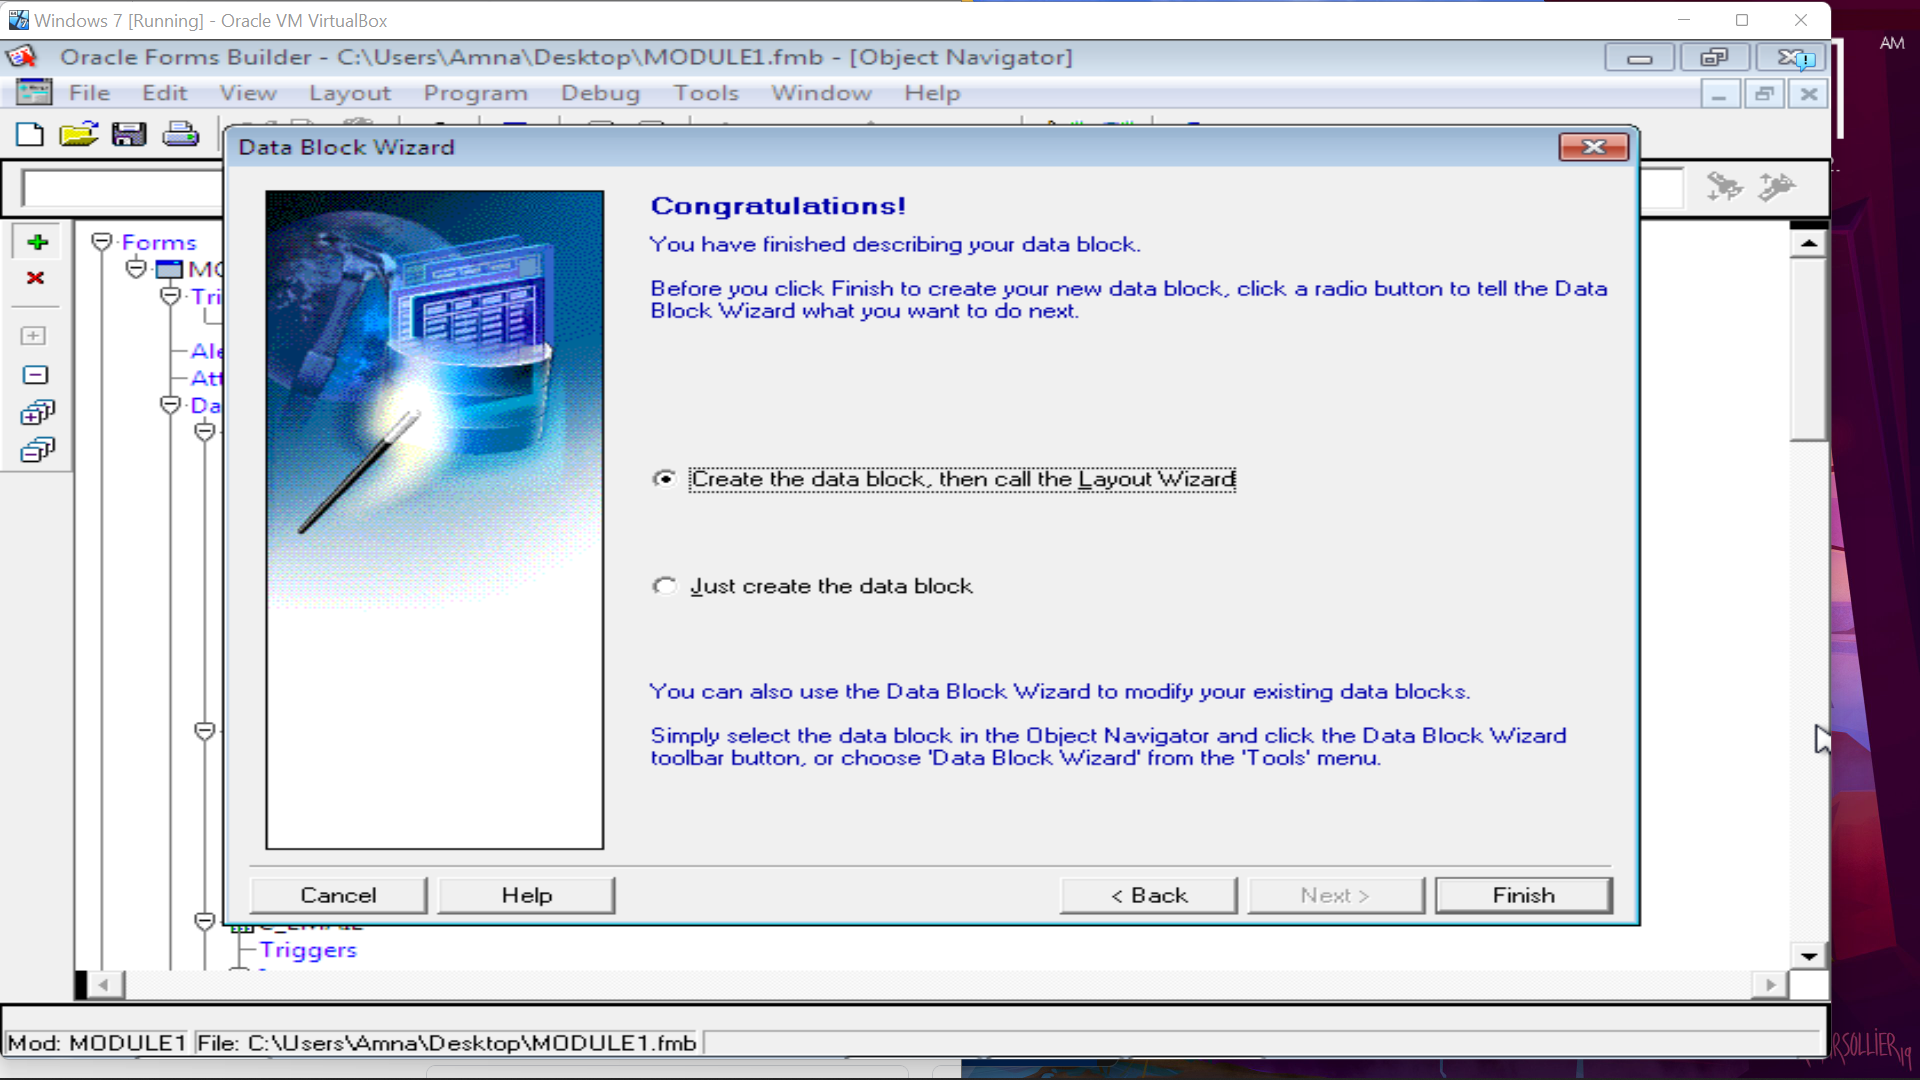 Windows 7 [Running] - Oracle VM VirtualBox
AM
Oracle Forms Builder - C:\Users\Amna\Desktop\MODULE1.fmb - [Object Navigator]
File Edit View Layout Program Debug Tools Window Help
Data Block Wizard
Forms
Congratulations!
You have finished describing your data block.
Before you click Finish to create your new data block, click a radio button to tell the Data
Block Wizard what you want to do next.
Create the data block, then call the Layout Wizard
Just create the data block
You can also use the Data Block Wizard to modify your existing data blocks.
Simply select the data block in the Object Navigator and click the Data Block Wizard
toolbar button, or choose 'Data Block Wizard' from the 'Tools' menu.
Cancel Help < Back Next > Finish
Triggers
Mod: MODULE1 File: C:\Users\Amna\Desktop\MODULE1.fmb